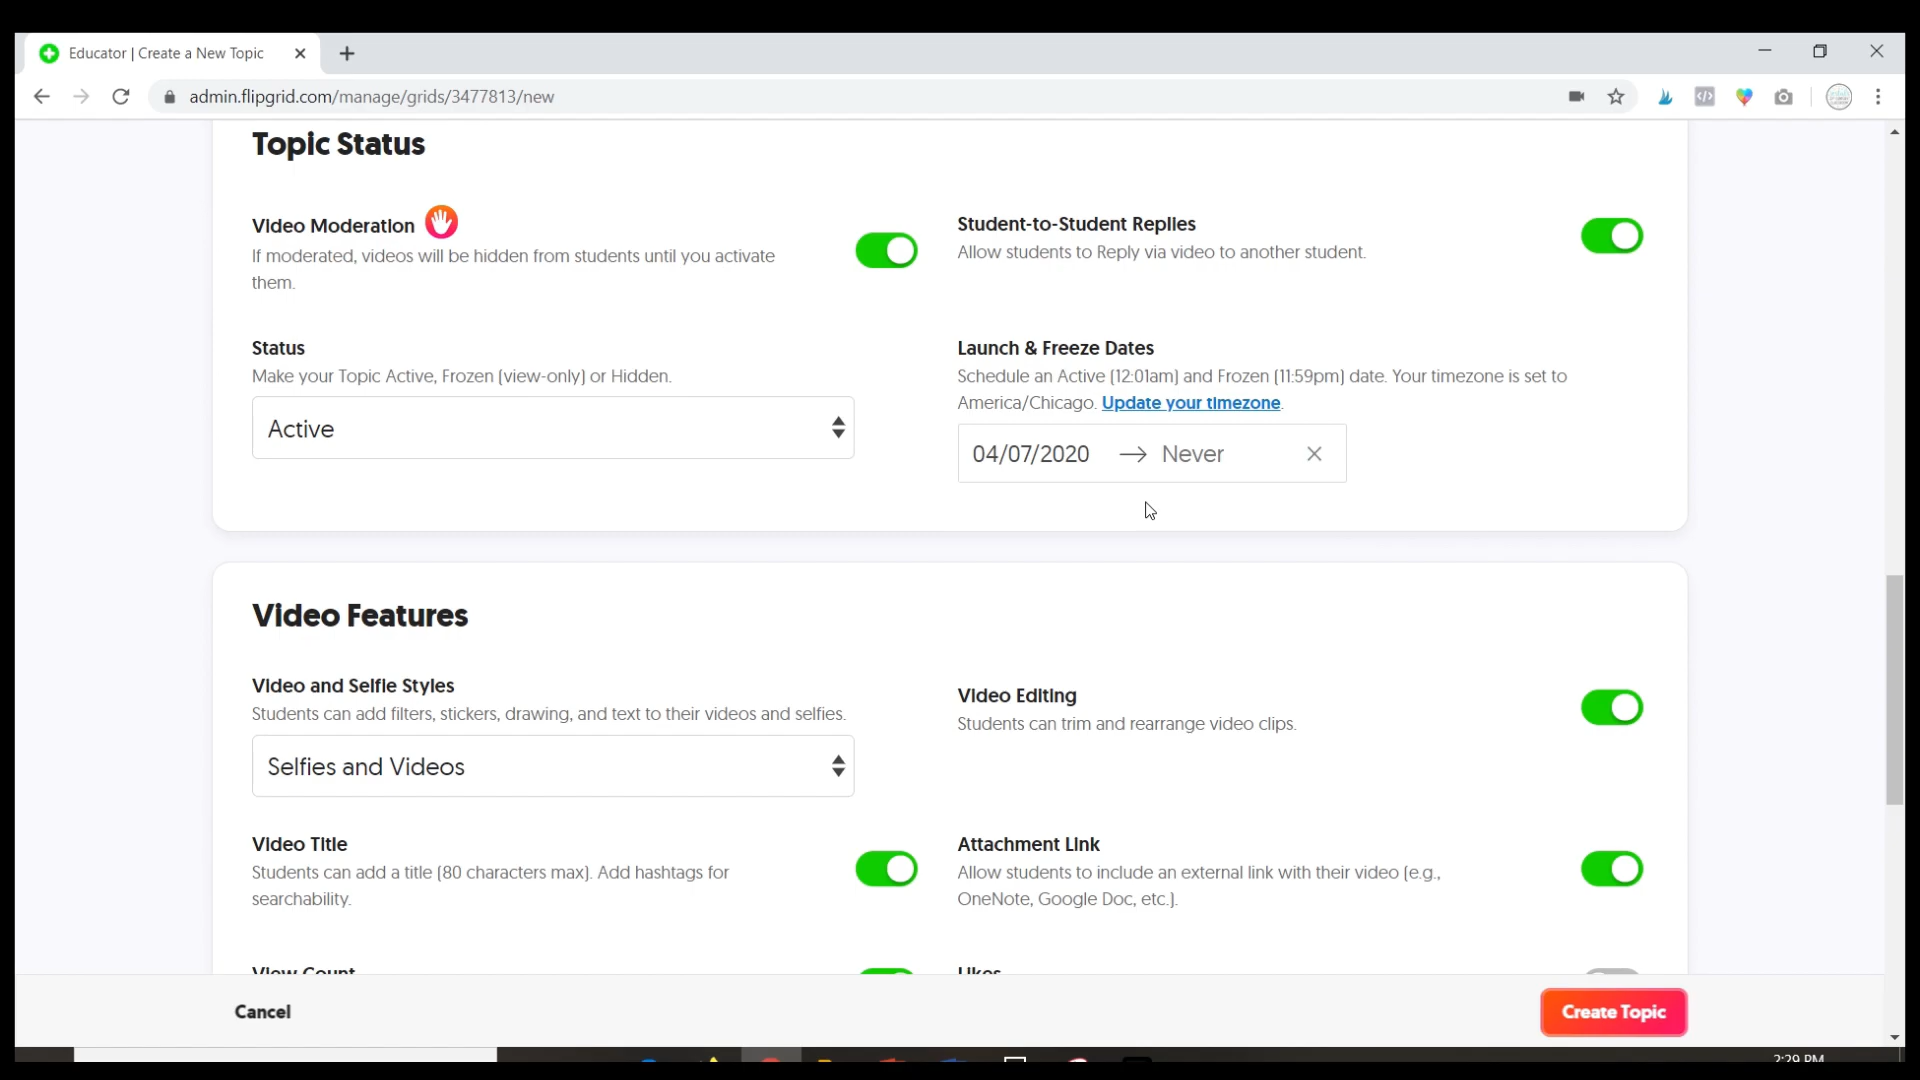 Educator | Create a New Topic
admin.flipgrid.com/manage/grids/3477813/new
Topic Status
Video Moderation
If moderated, videos will be hidden from students until you activate
them.
Student-to-Student Replies
Allow students to Reply via video to another student.
Status
Make your Topic Active, Frozen (view-only) or Hidden.
Active
Launch & Freeze Dates
Schedule an Active (12:01am) and Frozen (11:59pm) date. Your timezone is set to
America/Chicago. Update your timezone.
04/07/2020 → Never
Video Features
Video and Selfie Styles
Students can add filters, stickers, drawing, and text to their videos and selfies.
Selfies and Videos
Video Editing
Students can trim and rearrange video clips.
Video Title
Students can add a title (80 characters max). Add hashtags for
searchability.
Attachment Link
Allow students to include an external link with their video (e.g.,
OneNote, Google Doc, etc.).
View Count
Likes
Cancel
Create Topic
2:29 PM